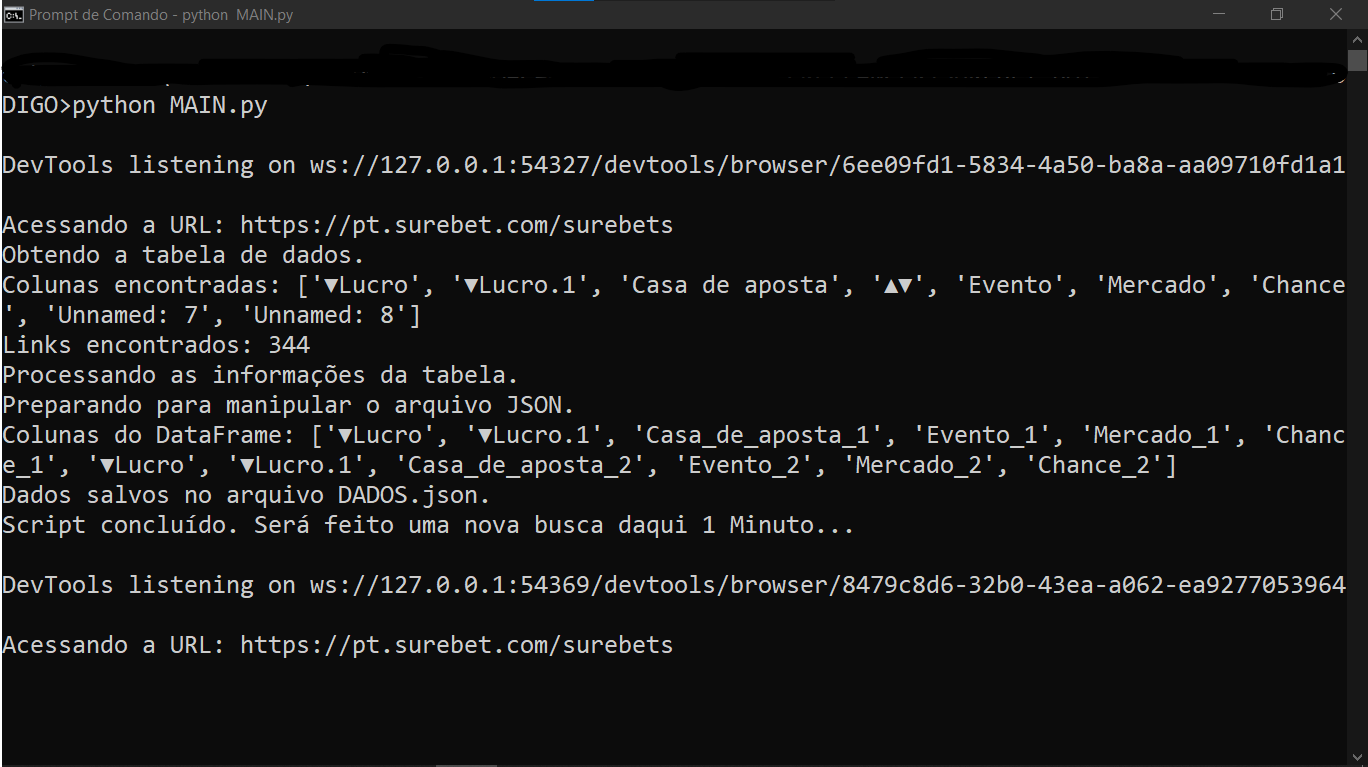 Prompt de Comando - python MAIN.py
DIGO>python MAIN.py
DevTools listening on ws://127.0.0.1:54327/devtools/browser/6ee09fd1-5834-4a50-ba8a-aa09710fd1a1
Acessando a URL: https://pt.surebet.com/surebets
Obtendo a tabela de dados.
Colunas encontradas: ['▼Lucro', '▼Lucro.1', 'Casa de aposta', '▲▼', 'Evento', 'Mercado', 'Chance
', 'Unnamed: 7', 'Unnamed: 8']
Links encontrados: 344
Processando as informações da tabela.
Preparando para manipular o arquivo JSON.
Colunas do DataFrame: ['▼Lucro', '▼Lucro.1', 'Casa_de_aposta_1', 'Evento_1', 'Mercado_1', 'Chanc
e_1', '▼Lucro', '▼Lucro.1', 'Casa_de_aposta_2', 'Evento_2', 'Mercado_2', 'Chance_2']
Dados salvos no arquivo DADOS.json.
Script concluído. Será feito uma nova busca daqui 1 Minuto...
DevTools listening on ws://127.0.0.1:54369/devtools/browser/8479c8d6-32b0-43ea-a062-ea9277053964
Acessando a URL: https://pt.surebet.com/surebets